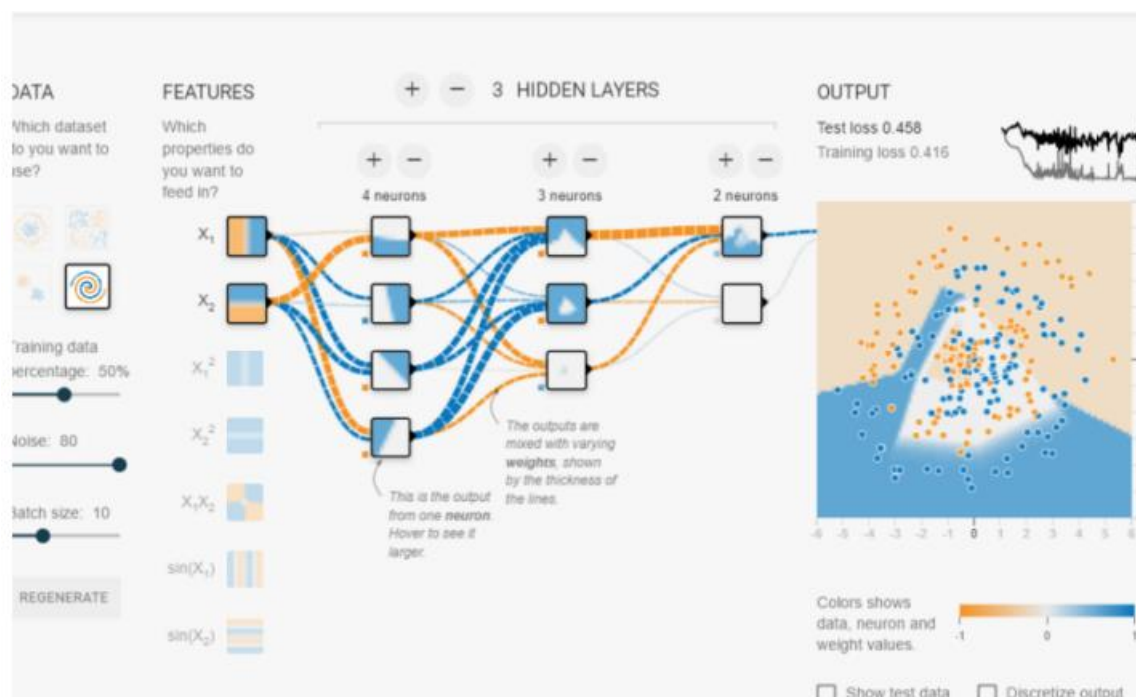 DATA
Which dataset
do you want to
use?
Training data
percentage: 50%
Noise: 80
Batch size: 10
REGENERATE
FEATURES
Which
properties do
you want to
feed in?
X₁
X₂
X₁²
X₂²
X₁X₂
sin(X₁)
sin(X₂)
+ − 3 HIDDEN LAYERS
+ −
4 neurons
+ −
3 neurons
+ −
2 neurons
This is the output
from one neuron.
Hover to see it
larger.
The outputs are
mixed with varying
weights, shown
by the thickness of
the lines.
OUTPUT
Test loss 0.458
Training loss 0.416
-6 -5 -4 -3 -2 -1 0 1 2 3 4 5 6
Colors shows
data, neuron and
weight values.
-1 0 1
Show test data
Discretize output